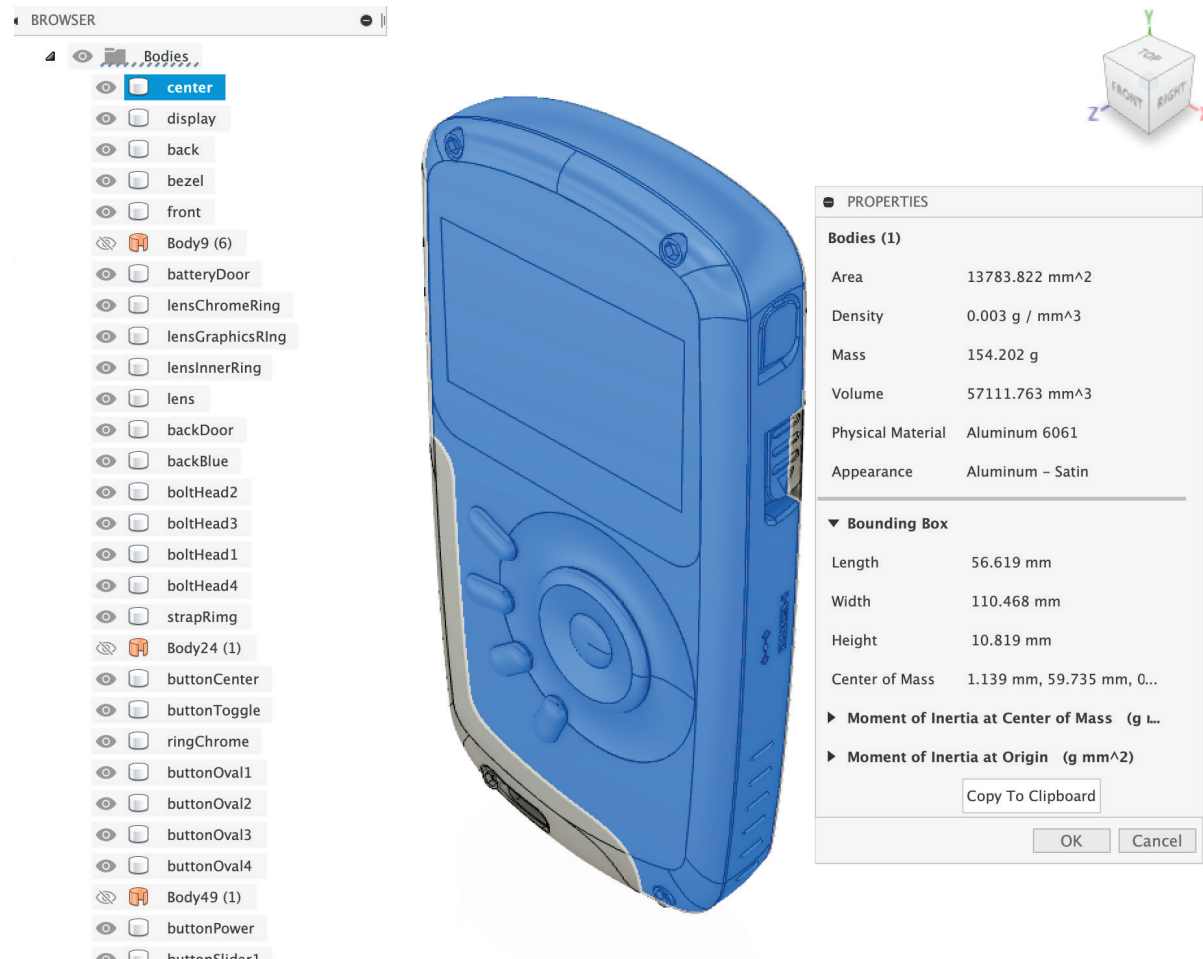 BROWSER
Bodies
center
display
back
bezel
front
Body9 (6)
batteryDoor
lensChromeRing
lensGraphicsRIng
lensInnerRing
lens
backDoor
backBlue
boltHead2
boltHead3
boltHead1
boltHead4
strapRimg
Body24 (1)
buttonCenter
buttonToggle
ringChrome
buttonOval1
buttonOval2
buttonOval3
buttonOval4
Body49 (1)
buttonPower
buttonSlider1
Y
TOP
FRONT
RIGHT
Z
X
PROPERTIES
Bodies (1)
Area 13783.822 mm^2
Density 0.003 g / mm^3
Mass 154.202 g
Volume 57111.763 mm^3
Physical Material Aluminum 6061
Appearance Aluminum - Satin
Bounding Box
Length 56.619 mm
Width 110.468 mm
Height 10.819 mm
Center of Mass 1.139 mm, 59.735 mm, 0...
Moment of Inertia at Center of Mass (g ...
Moment of Inertia at Origin (g mm^2)
Copy To Clipboard
OK Cancel